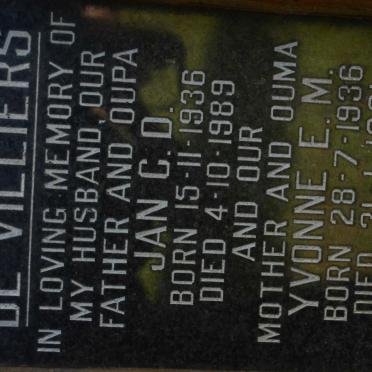 DE VILLIERS
IN LOVING MEMORY OF
MY HUSBAND, OUR
FATHER AND OUPA
JAN C. D.
BORN 15-11-1936
DIED 4-10-1989
AND OUR
MOTHER AND OUMA
YVONNE E. M.
BORN 28-7-1936
DIED